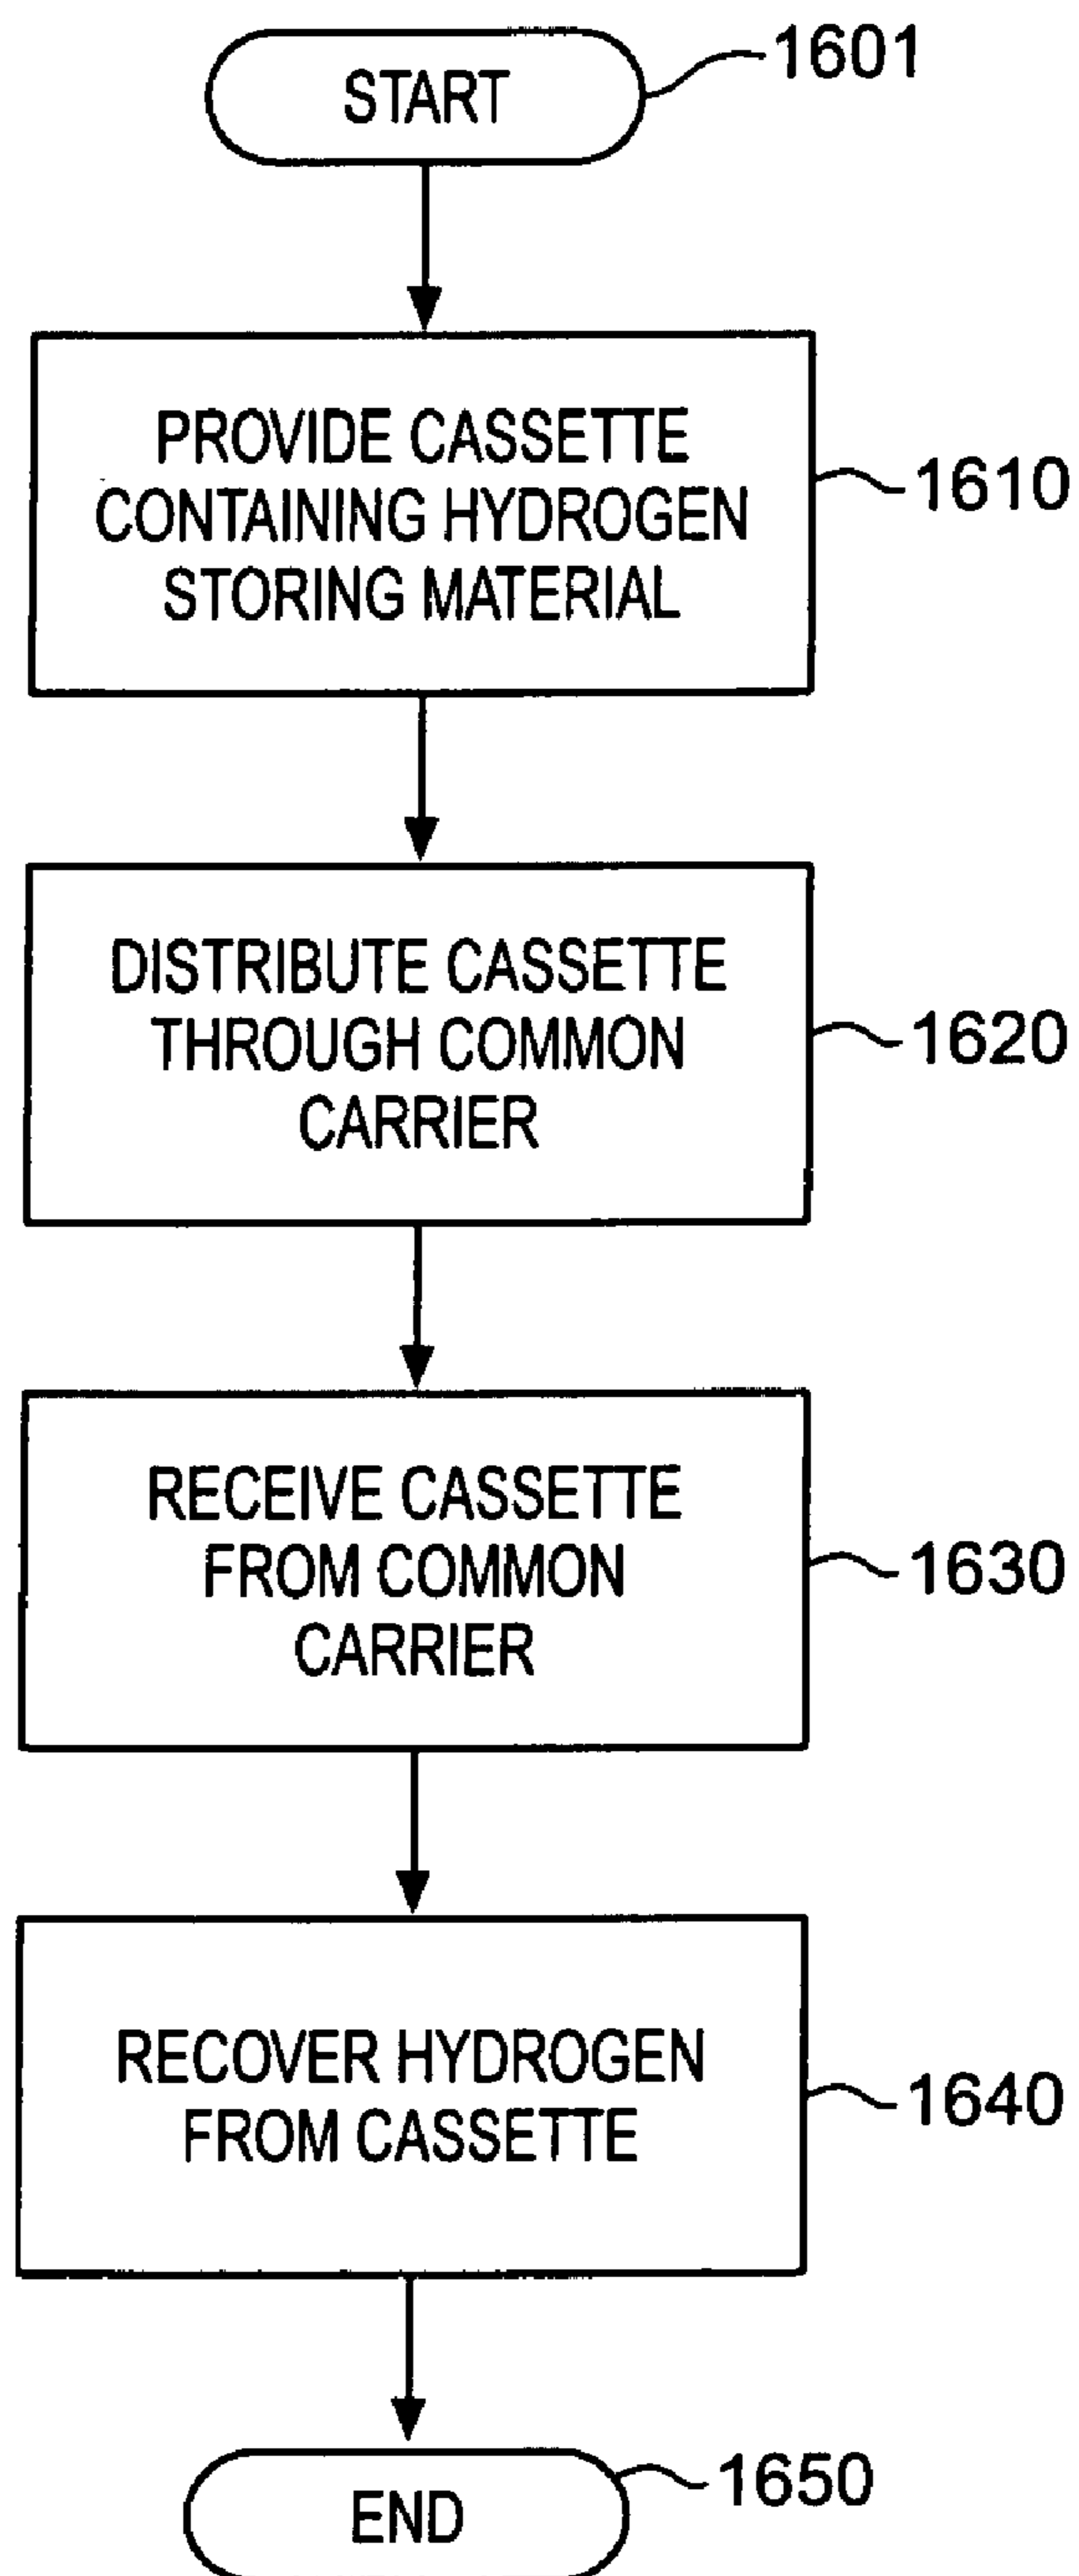 START
1601
PROVIDE CASSETTE
CONTAINING HYDROGEN
STORING MATERIAL
1610
DISTRIBUTE CASSETTE
THROUGH COMMON
CARRIER
1620
RECEIVE CASSETTE
FROM COMMON
CARRIER
1630
RECOVER HYDROGEN
FROM CASSETTE
1640
END
1650